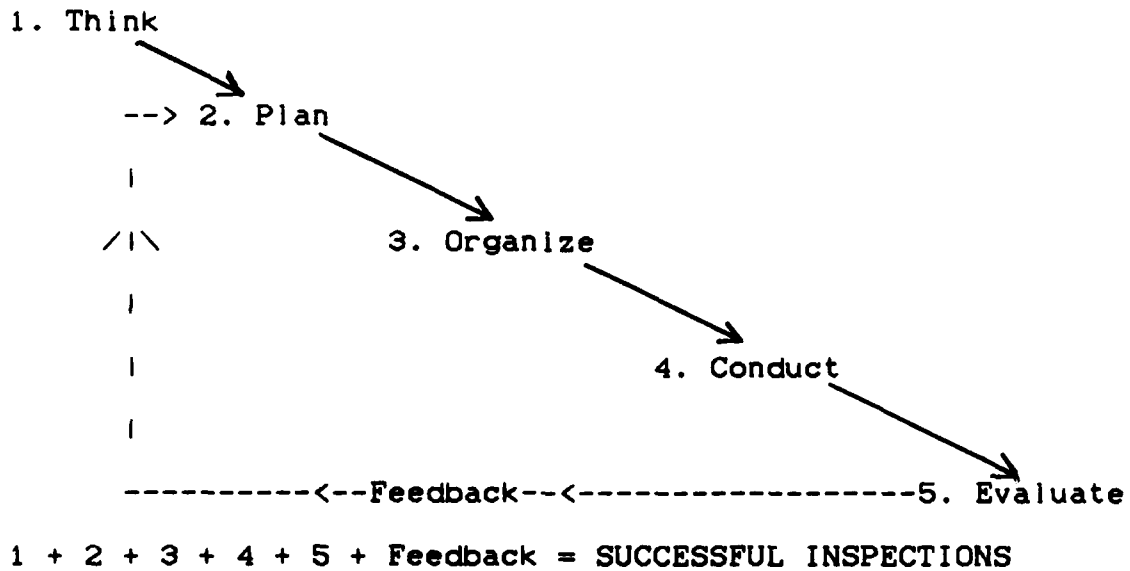 1. Think
--> 2. Plan
3. Organize
4. Conduct
----------<--Feedback--<------------------5. Evaluate
1 + 2 + 3 + 4 + 5 + Feedback = SUCCESSFUL INSPECTIONS